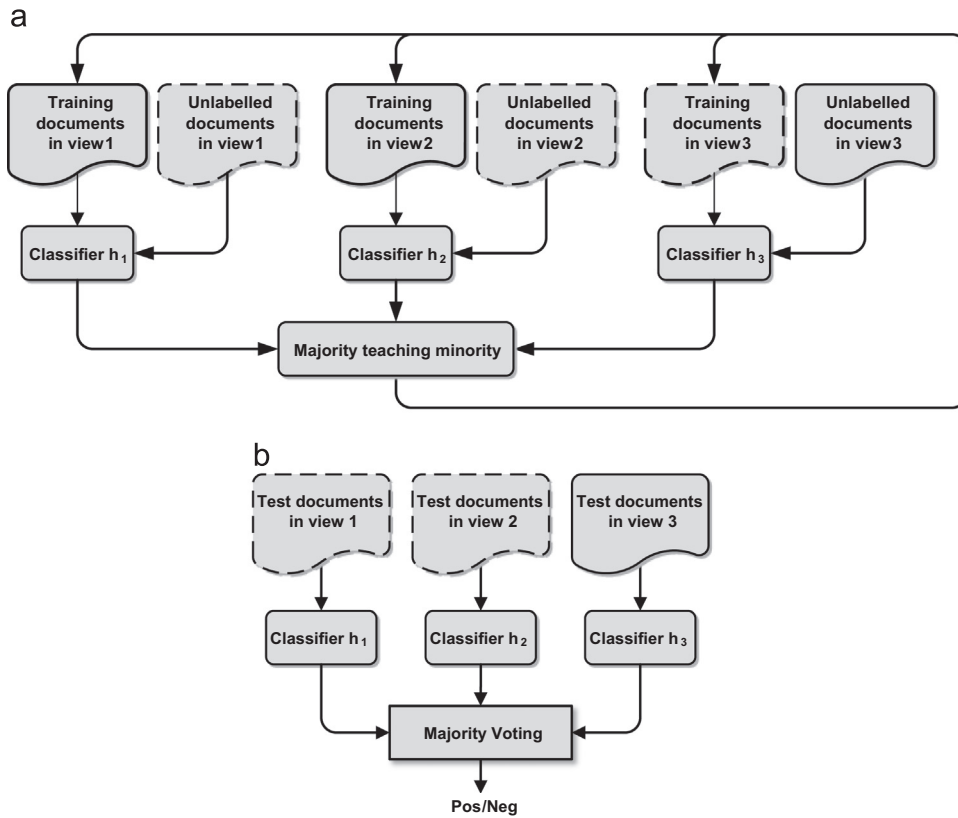 a
Training
documents
in view1
Unlabelled
documents
in view1
Training
documents
in view2
Unlabelled
documents
in view2
Training
documents
in view3
Unlabelled
documents
in view3
Classifier h1
Classifier h2
Classifier h3
Majority teaching minority
b
Test documents
in view 1
Test documents
in view 2
Test documents
in view 3
Classifier h1
Classifier h2
Classifier h3
Majority Voting
Pos/Neg